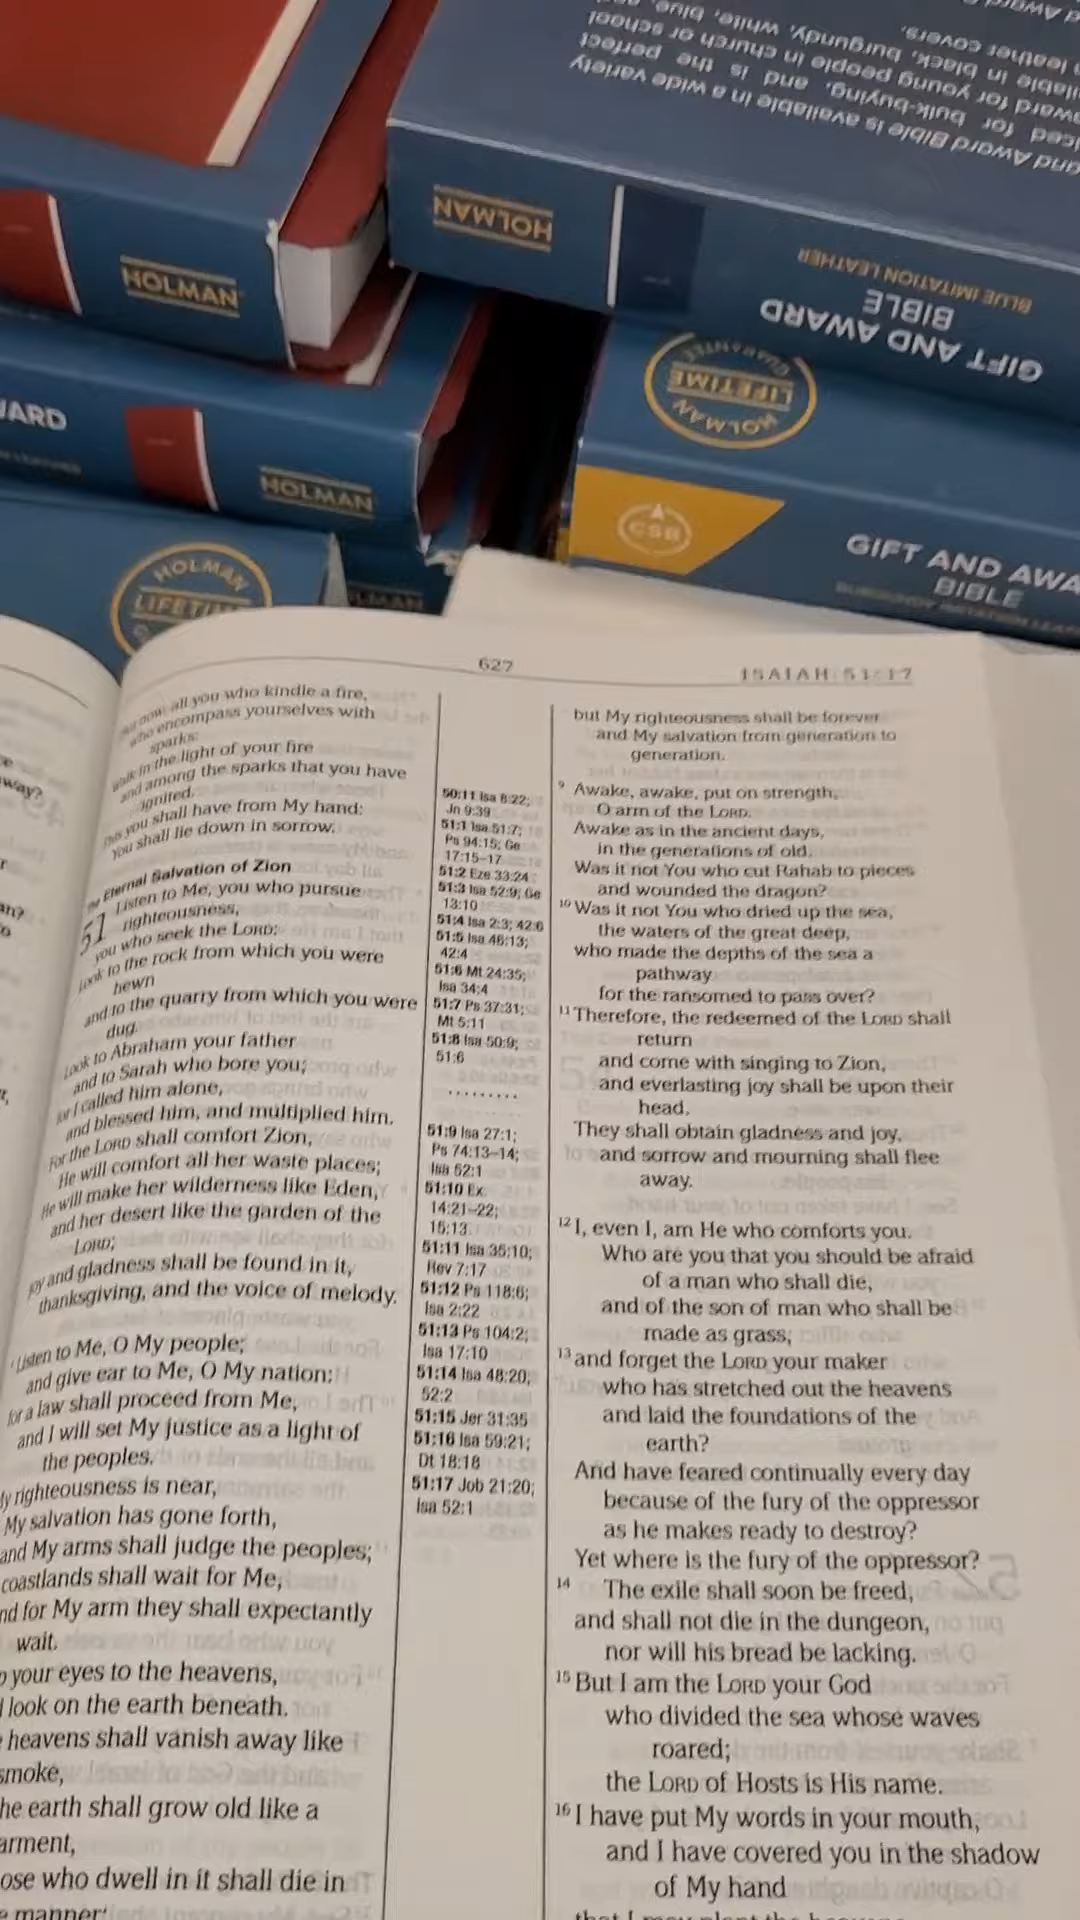 and Award Bible is available in a wide variety
for bulk-buying, and is the perfect
award for young people in church or school
in black, burgundy, white, blue,
leather covers.
HOLMAN
BLUE IMITATION LEATHER
GIFT AND AWARD
BIBLE
HOLMAN
LIFETIME
GUARANTEE
HOLMAN
HOLMAN
CSB
GIFT AND AWA
BIBLE
HOLMAN
LIFETIME
627
ISAIAH 51:17
all you who kindle a fire,
who encompass yourselves with
sparks:
walk in the light of your fire
and among the sparks that you have
ignited.
This you shall have from My hand:
You shall lie down in sorrow.
The Eternal Salvation of Zion
51 Listen to Me, you who pursue
righteousness,
you who seek the LORD:
Look to the rock from which you were
hewn
and to the quarry from which you were
dug.
Look to Abraham your father
and to Sarah who bore you;
for I called him alone,
and blessed him, and multiplied him.
For the LORD shall comfort Zion,
He will comfort all her waste places;
He will make her wilderness like Eden,
and her desert like the garden of the
LORD;
joy and gladness shall be found in it,
thanksgiving, and the voice of melody.
Listen to Me, O My people;
and give ear to Me, O My nation:
for a law shall proceed from Me,
and I will set My justice as a light of
the peoples.
My righteousness is near,
My salvation has gone forth,
and My arms shall judge the peoples;
coastlands shall wait for Me,
nd for My arm they shall expectantly
wait.
your eyes to the heavens,
look on the earth beneath.
heavens shall vanish away like
smoke,
he earth shall grow old like a
arment,
ose who dwell in it shall die in
manner;
50:11 Isa 8:22;
Jn 9:39
51:1 Isa 51:7;
Ps 94:15; Ge
17:15–17
51:2 Eze 33:24
51:3 Isa 52:9; Ge
13:10
51:4 Isa 2:3; 42:6
51:5 Isa 46:13;
42:4
51:6 Mt 24:35;
Isa 34:4
51:7 Ps 37:31;
Mt 5:11
51:8 Isa 50:9;
51:6
.........
51:9 Isa 27:1;
Ps 74:13–14;
Isa 52:1
51:10 Ex
14:21–22;
15:13
51:11 Isa 35:10;
Rev 7:17
51:12 Ps 118:6;
Isa 2:22
51:13 Ps 104:2;
Isa 17:10
51:14 Isa 48:20;
52:2
51:15 Jer 31:35
51:16 Isa 59:21;
Dt 18:18
51:17 Job 21:20;
Isa 52:1
but My righteousness shall be forever
and My salvation from generation to
generation.
9 Awake, awake, put on strength,
O arm of the LORD.
Awake as in the ancient days,
in the generations of old.
Was it not You who cut Rahab to pieces
and wounded the dragon?
10 Was it not You who dried up the sea,
the waters of the great deep,
who made the depths of the sea a
pathway
for the ransomed to pass over?
11 Therefore, the redeemed of the LORD shall
return
and come with singing to Zion,
and everlasting joy shall be upon their
head.
They shall obtain gladness and joy,
and sorrow and mourning shall flee
away.
12 I, even I, am He who comforts you.
Who are you that you should be afraid
of a man who shall die,
and of the son of man who shall be
made as grass;
13 and forget the LORD your maker
who has stretched out the heavens
and laid the foundations of the
earth?
And have feared continually every day
because of the fury of the oppressor
as he makes ready to destroy?
Yet where is the fury of the oppressor?
14 The exile shall soon be freed,
and shall not die in the dungeon,
nor will his bread be lacking.
15 But I am the LORD your God
who divided the sea whose waves
roared;
the LORD of Hosts is His name.
16 I have put My words in your mouth,
and I have covered you in the shadow
of My hand